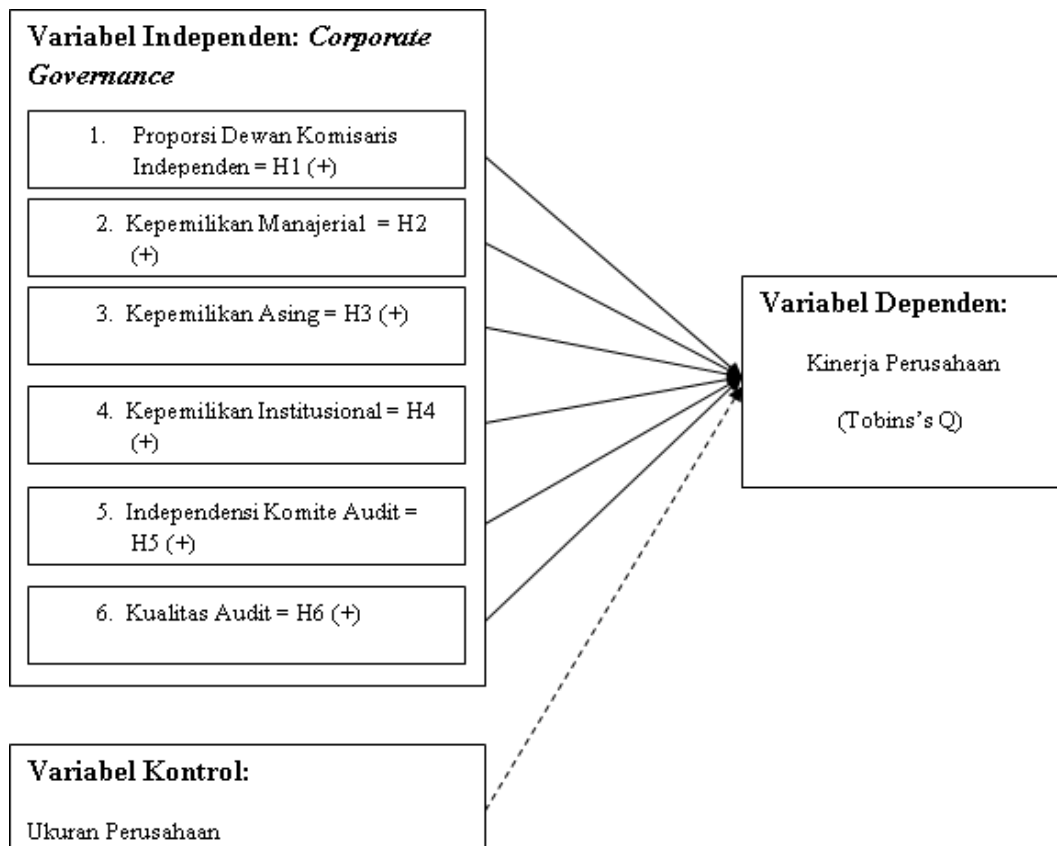 Variabel Independen: Corporate
Governance
1. Proporsi Dewan Komisaris
Independen = H1 (+)
2. Kepemilikan Manajerial = H2
(+)
3. Kepemilikan Asing = H3 (+)
4. Kepemilikan Institusional = H4
(+)
5. Independensi Komite Audit =
H5 (+)
6. Kualitas Audit = H6 (+)
Variabel Dependen:
Kinerja Perusahaan
(Tobins's Q)
Variabel Kontrol:
Ukuran Perusahaan